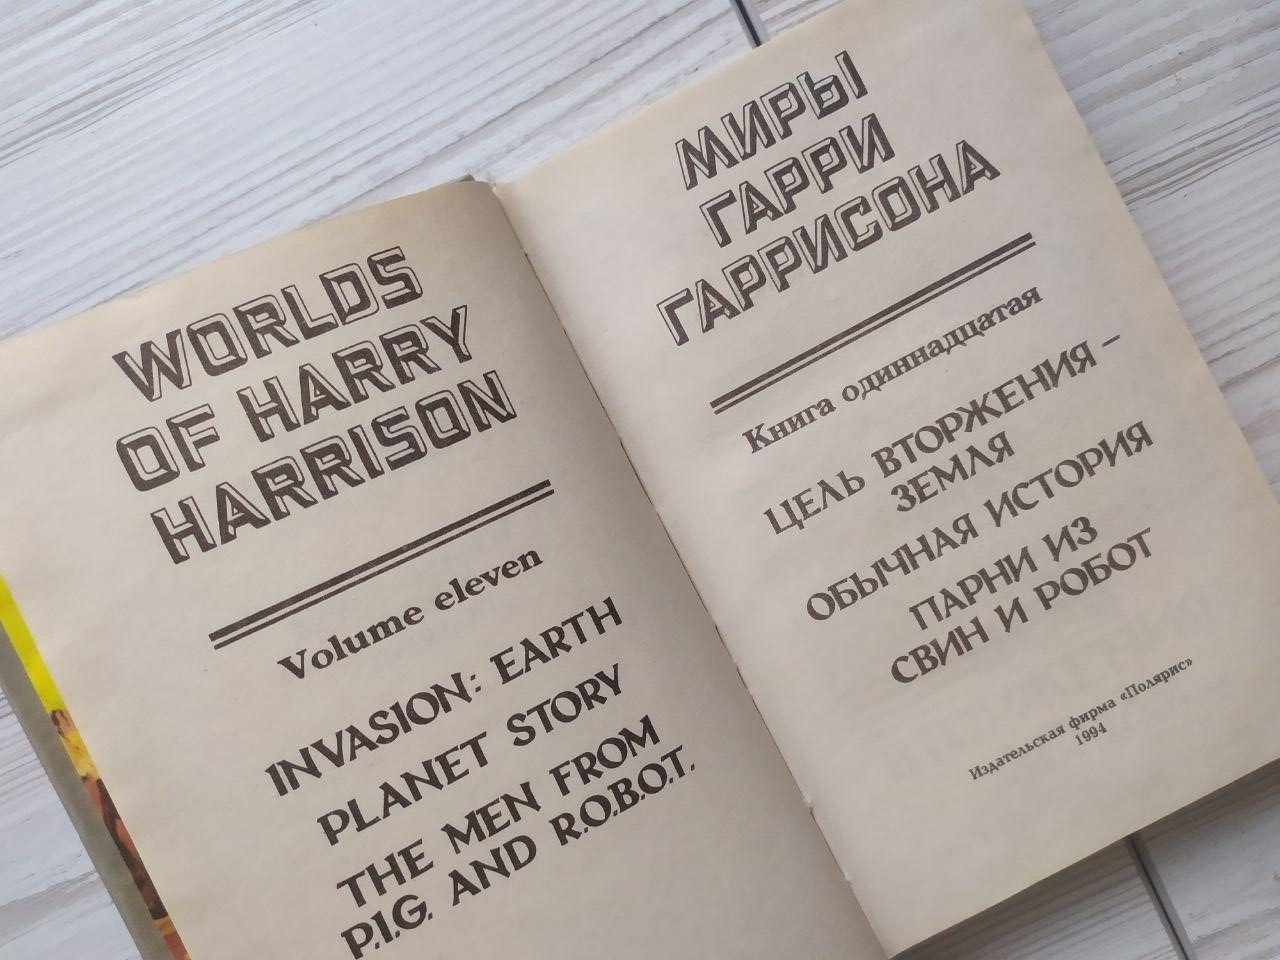 WORLDS
OF HARRY
HARRISON
Volume eleven
INVASION: EARTH
PLANET STORY
THE MEN FROM
P.I.G. AND R.O.B.O.T.
МИРЫ
ГАРРИ
ГАРРИСОНА
Книга одиннадцатая
ЦЕЛЬ ВТОРЖЕНИЯ –
ЗЕМЛЯ
ОБЫЧНАЯ ИСТОРИЯ
ПАРНИ ИЗ
СВИН И РОБОТ
Издательская фирма «Полярис»
1994